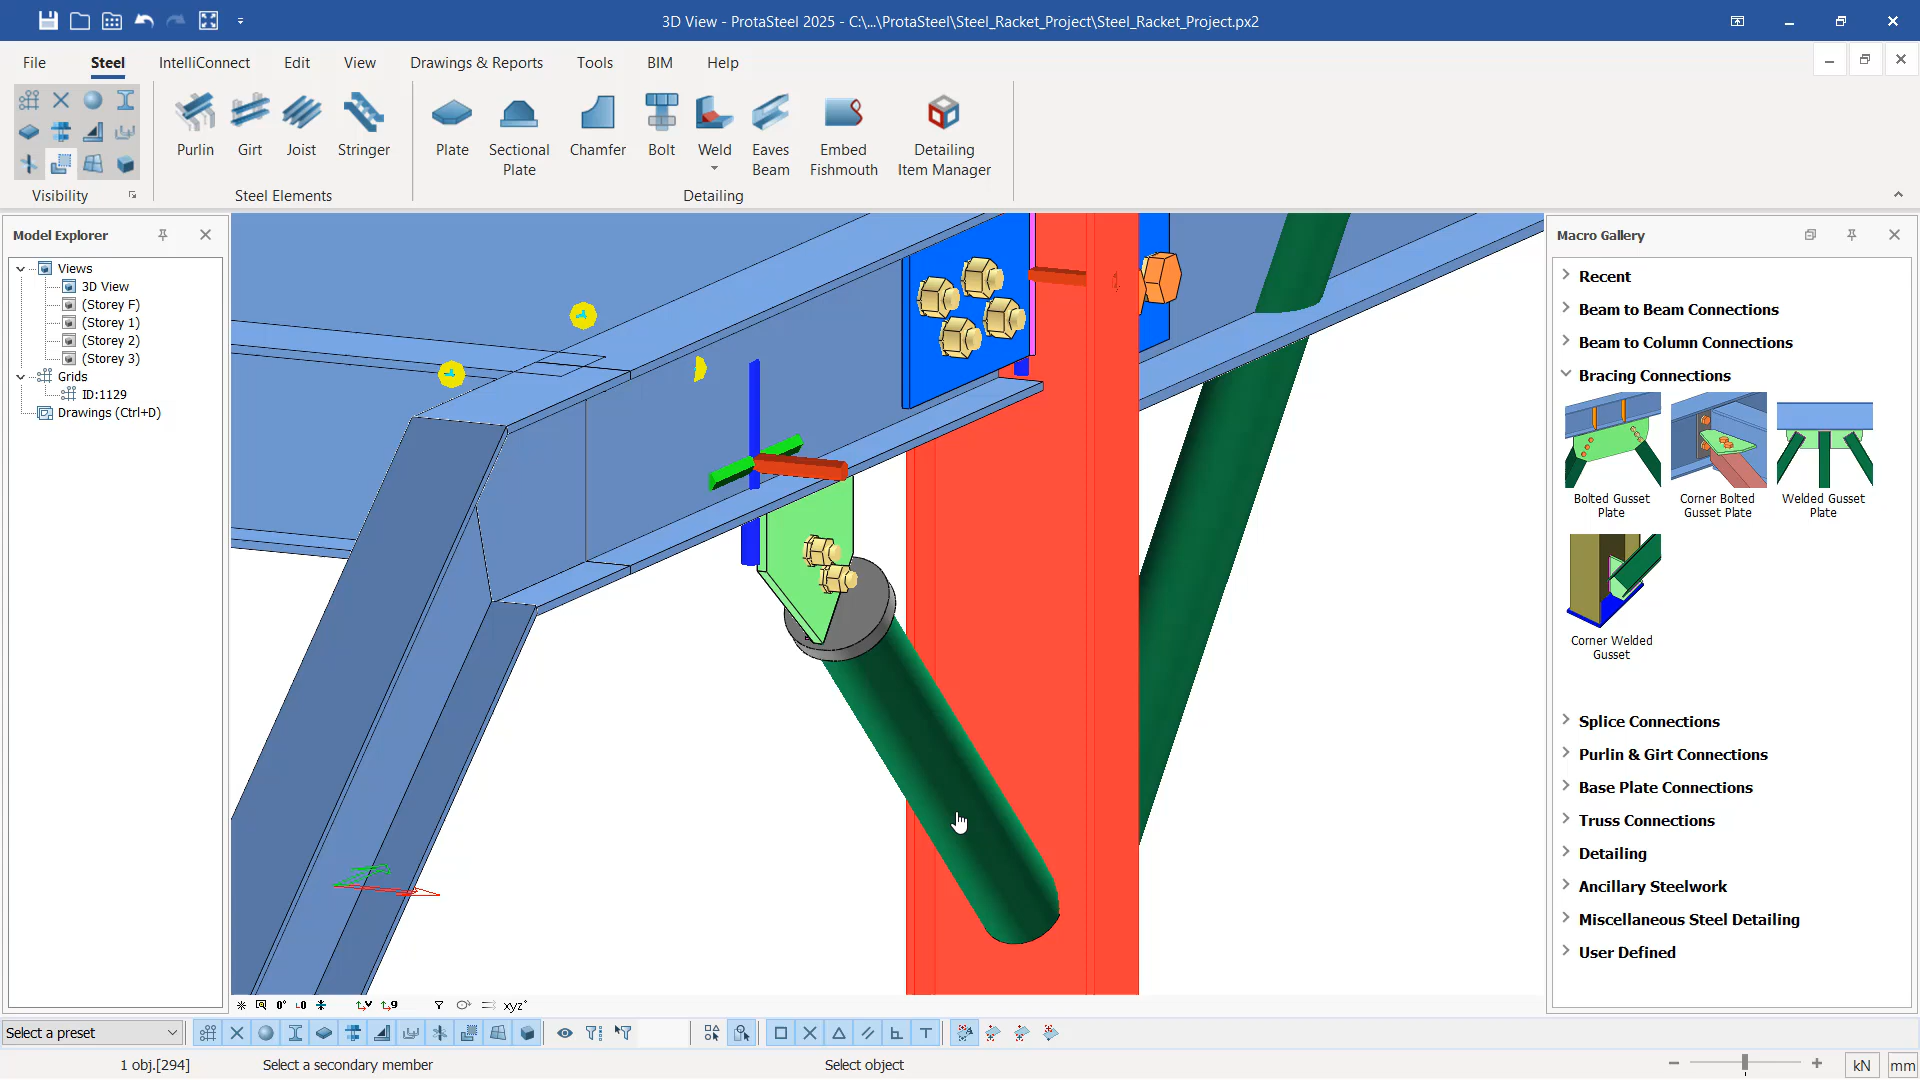 3D View - ProtaSteel 2025 - C:\...\ProtaSteel\Steel_Racket_Project\Steel_Racket_Project.px2
File Steel IntelliConnect Edit View Drawings & Reports Tools BIM Help
Purlin Girt Joist Stringer
Plate Sectional Plate Chamfer Bolt Weld Eaves Beam Embed Fishmouth Detailing Item Manager
Visibility Steel Elements Detailing
Model Explorer
Views
3D View
(Storey F)
(Storey 1)
(Storey 2)
(Storey 3)
Grids
ID:1129
Drawings (Ctrl+D)
Macro Gallery
Recent
Beam to Beam Connections
Beam to Column Connections
Bracing Connections
Bolted Gusset Plate
Corner Bolted Gusset Plate
Welded Gusset Plate
Corner Welded Gusset
Splice Connections
Purlin & Girt Connections
Base Plate Connections
Truss Connections
Detailing
Ancillary Steelwork
Miscellaneous Steel Detailing
User Defined
xyz
Select a preset
1 obj.[294] Select a secondary member Select object kN mm